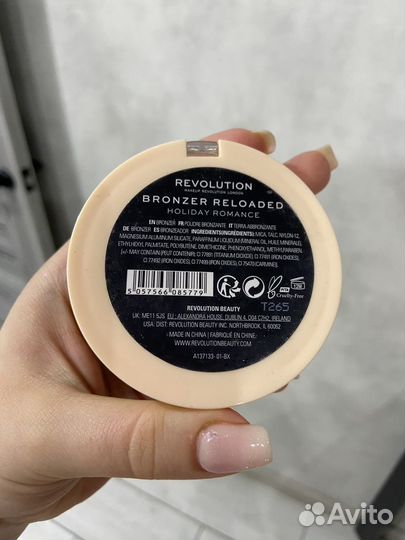 REVOLUTION
MAKEUP REVOLUTION LONDON
BRONZER RELOADED
HOLIDAY ROMANCE
EN BRONZER FR POUDRE BRONZANTE IT TERRA ABBRONZANTE
DE BRONZER ES BRONZEADOR INGREDIENTS/INGRÉDIENTS: MICA, TALC, NYLON-12,
MAGNESIUM ALUMINUM SILICATE, PARAFFINUM LIQUIDUM (MINERAL OIL, HUILE MINERALE),
ETHYLHEXYL PALMITATE, POLYBUTENE, DIMETHICONE, PHENOXYETHANOL, METHYLPARABEN,
+/- MAY CONTAIN (PEUT CONTENIR): CI 77891 (TITANIUM DIOXIDE), CI 77491 (IRON OXIDES),
CI 77492 (IRON OXIDES), CI 77499 (IRON OXIDES), CI 75470 (CARMINE).
5 057566 085779
12M
Cruelty-Free
T265
REVOLUTION BEAUTY
UK: ME11 5JS EU: ALEXANDRA HOUSE, DUBLIN 4, D04 C7H2, IRELAND
USA: DIST. REVOLUTION BEAUTY INC. NORTHBROOK, IL 60062
MADE IN CHINA | FABRIQUÉ EN CHINE
WWW.REVOLUTIONBEAUTY.COM
A137133- 01-BX
Avito